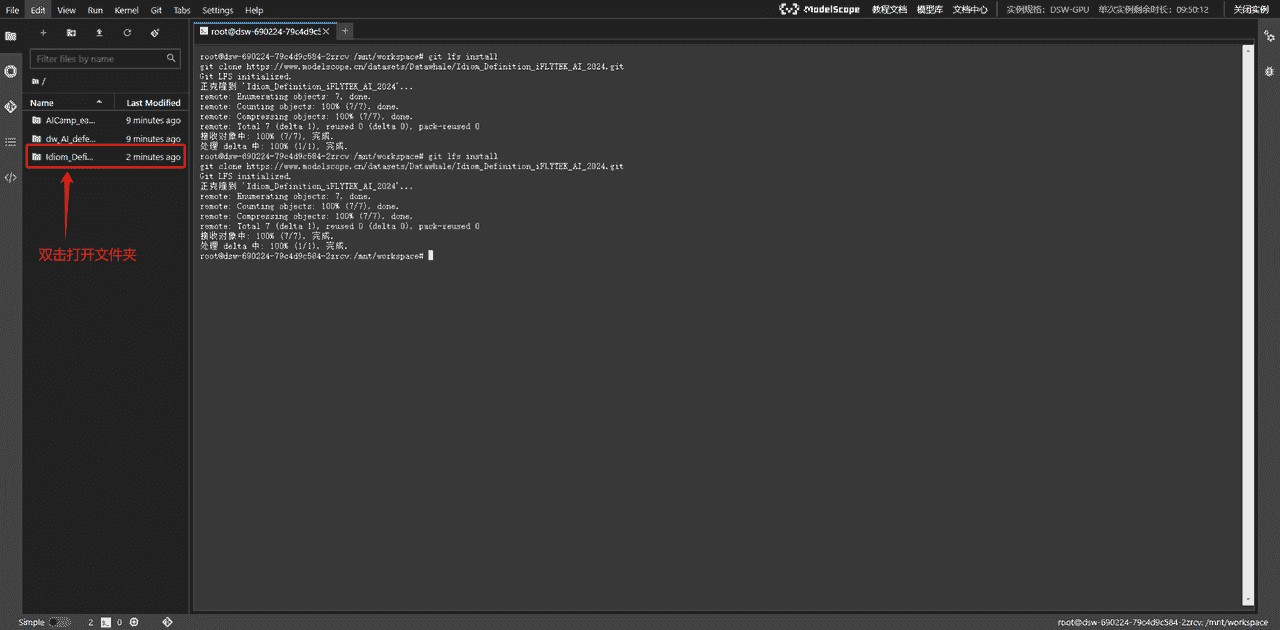 File Edit View Run Kernel Git Tabs Settings Help
ModelScope 教程文档 模型库 文档中心 实例规格: DSW-GPU 单次实例剩余时长: 09:50:12 关闭实例
root@dsw-690224-79c4d9c5
Filter files by name
/
Name Last Modified
AICamp_ea... 9 minutes ago
dw_AI_defe... 9 minutes ago
Idiom_Defi... 2 minutes ago
双击打开文件夹
root@dsw-690224-79c4d9c584-2zrcv:/mnt/workspace# git lfs install
git clone https://www.modelscope.cn/datasets/Datawhale/Idiom_Definition_iFLYTEK_AI_2024.git
Git LFS initialized.
正克隆到 'Idiom_Definition_iFLYTEK_AI_2024'...
remote: Enumerating objects: 7, done.
remote: Counting objects: 100% (7/7), done.
remote: Compressing objects: 100% (7/7), done.
remote: Total 7 (delta 1), reused 0 (delta 0), pack-reused 0
接收对象中: 100% (7/7), 完成.
处理 delta 中: 100% (1/1), 完成.
root@dsw-690224-79c4d9c584-2zrcv:/mnt/workspace# git lfs install
git clone https://www.modelscope.cn/datasets/Datawhale/Idiom_Definition_iFLYTEK_AI_2024.git
Git LFS initialized.
正克隆到 'Idiom_Definition_iFLYTEK_AI_2024'...
remote: Enumerating objects: 7, done.
remote: Counting objects: 100% (7/7), done.
remote: Compressing objects: 100% (7/7), done.
remote: Total 7 (delta 1), reused 0 (delta 0), pack-reused 0
接收对象中: 100% (7/7), 完成.
处理 delta 中: 100% (1/1), 完成.
root@dsw-690224-79c4d9c584-2zrcv:/mnt/workspace#
Simple 2 0 root@dsw-690224-79c4d9c584-2zrcv: /mnt/workspace